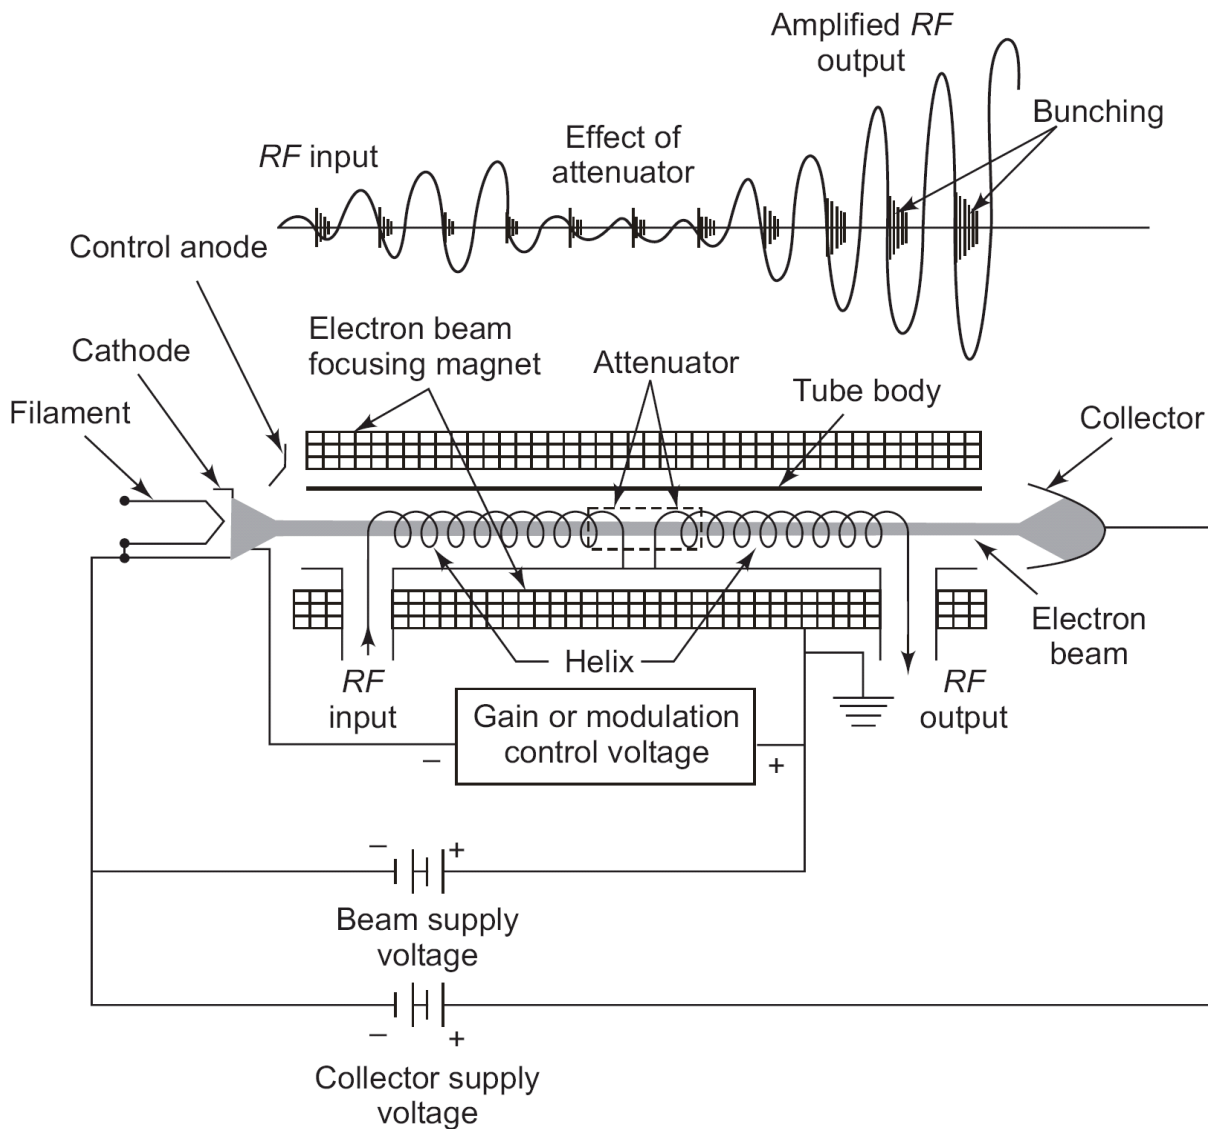 Amplified RF
output
Bunching
Effect of
attenuator
RF input
Control anode
Electron beam
focusing magnet
Cathode
Attenuator
Tube body
Filament
Collector
Helix
Electron
beam
RF
input
RF
output
Gain or modulation
control voltage
– +
– +
Beam supply
voltage
– +
Collector supply
voltage